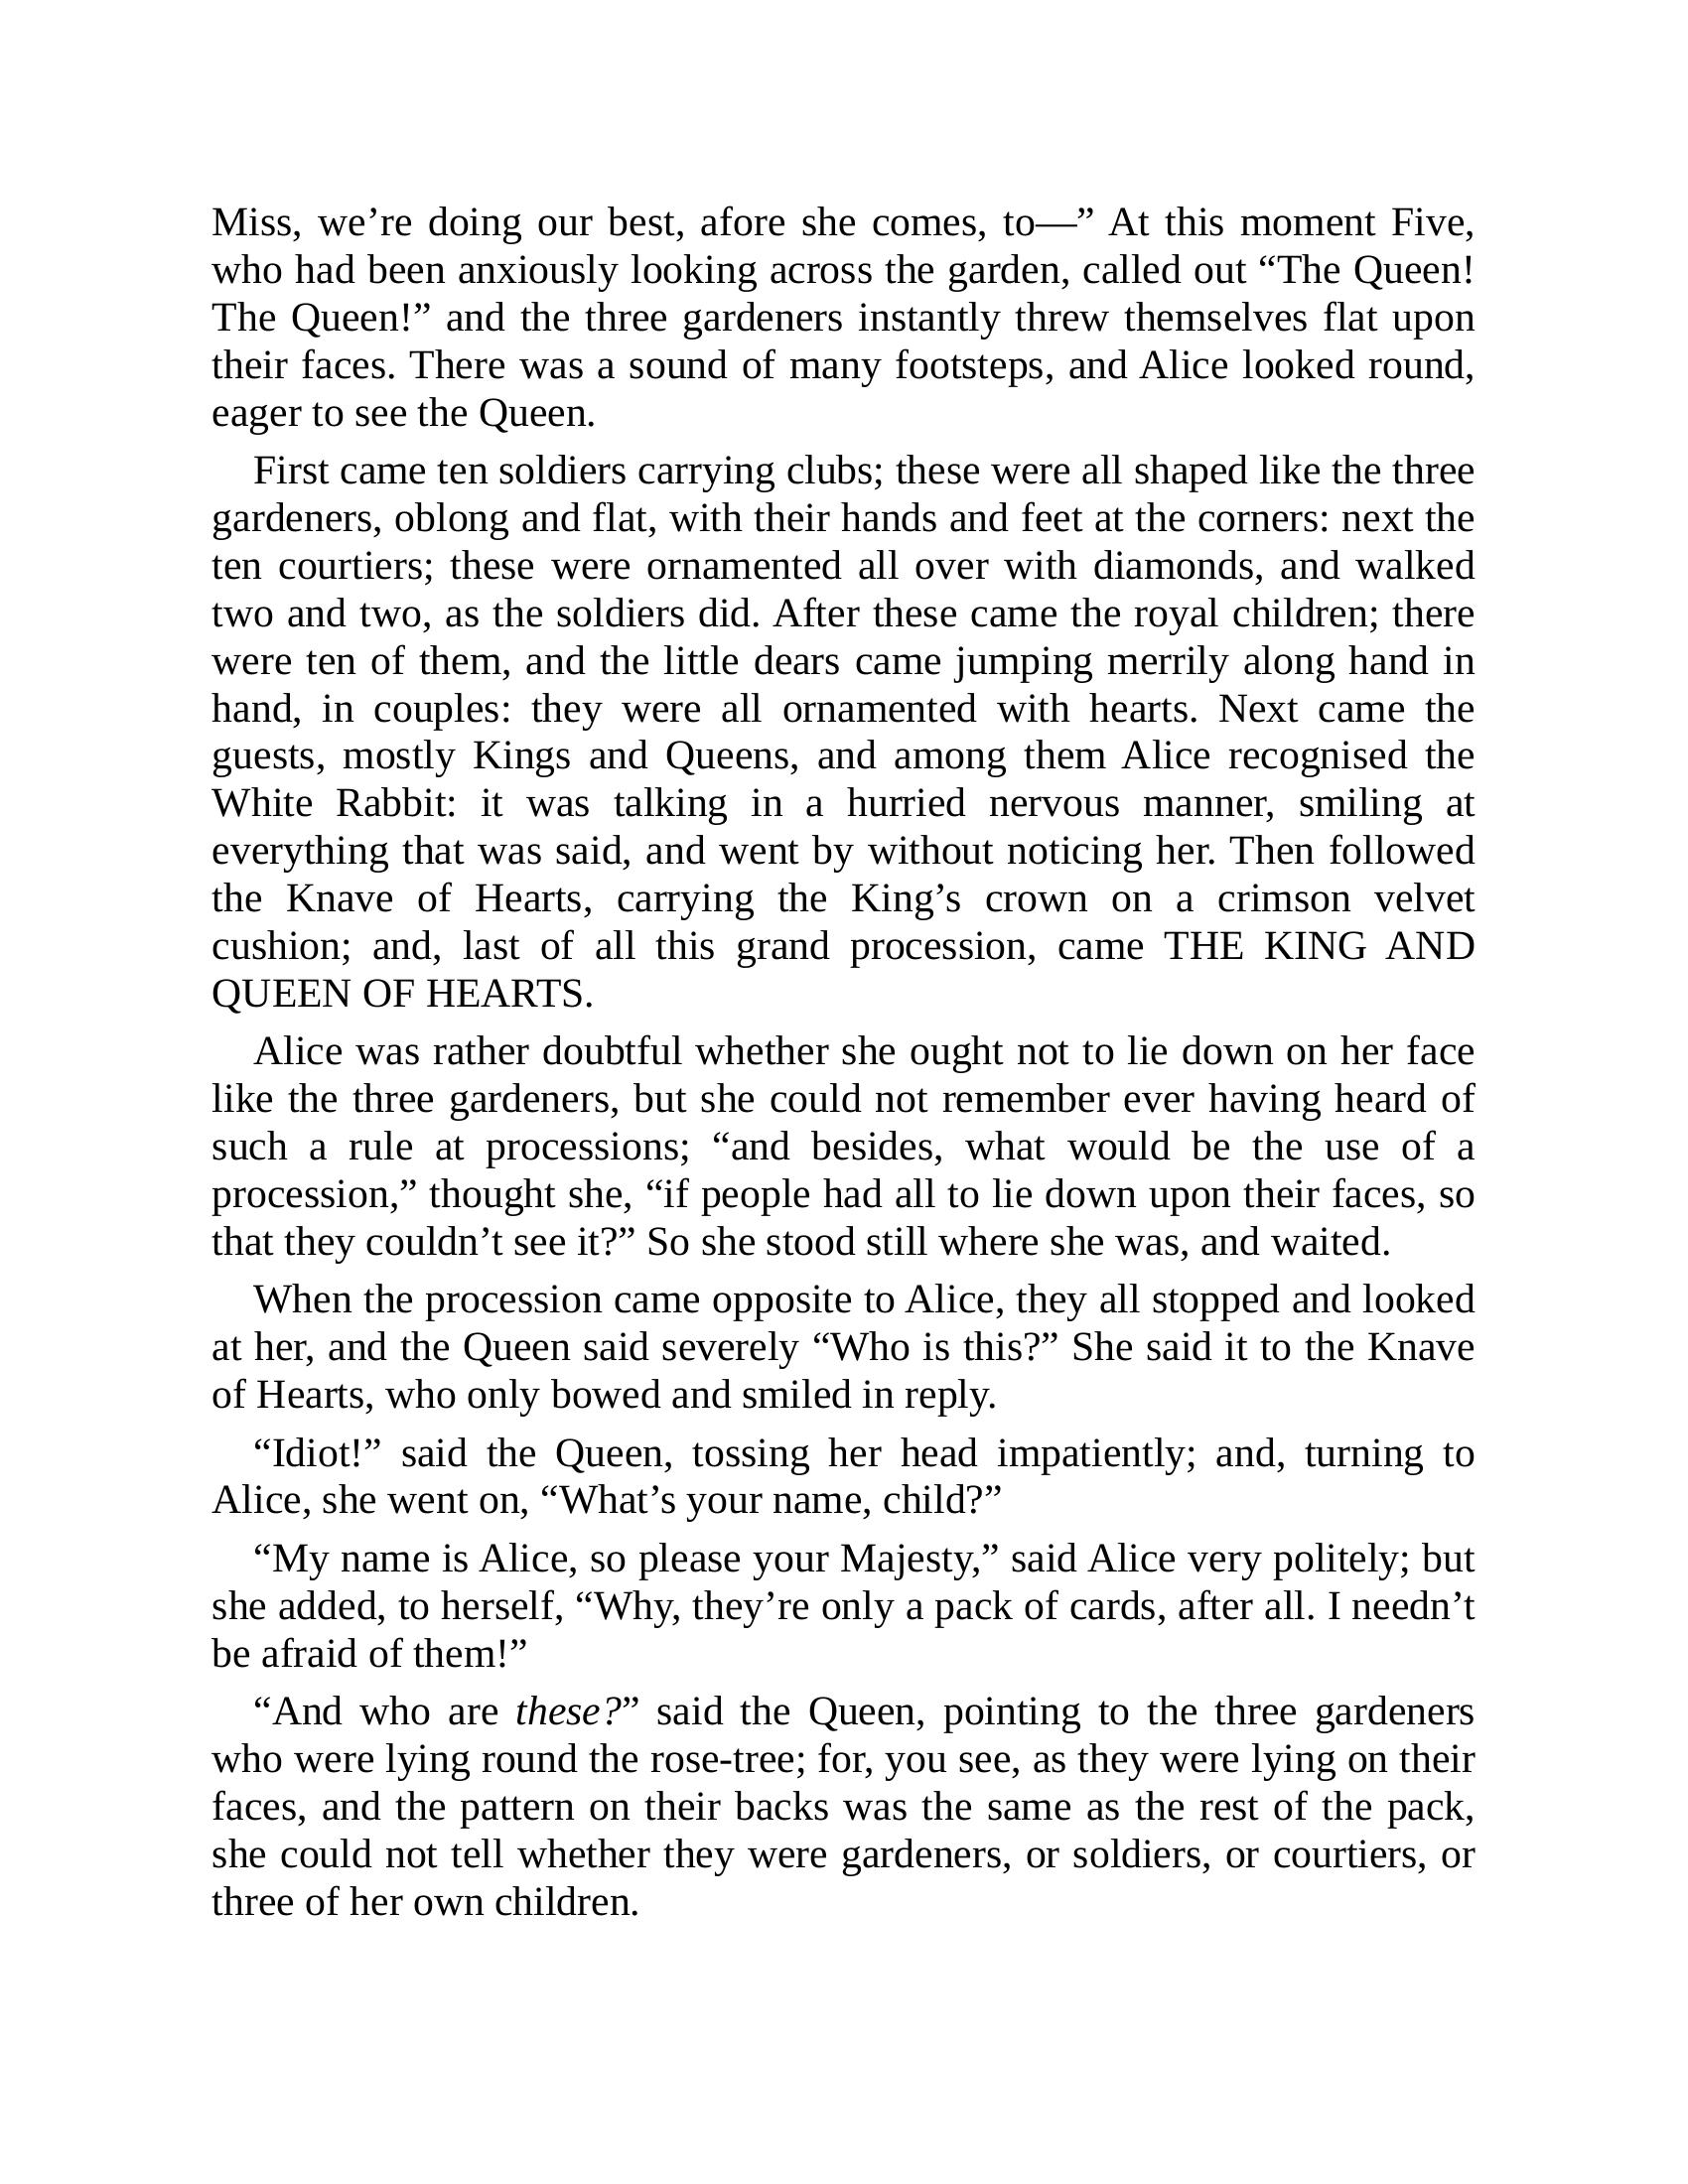 Miss, we’re doing our best, afore she comes, to—” At this moment Five,
who had been anxiously looking across the garden, called out “The Queen!
The Queen!” and the three gardeners instantly threw themselves flat upon
their faces. There was a sound of many footsteps, and Alice looked round,
eager to see the Queen.
First came ten soldiers carrying clubs; these were all shaped like the three
gardeners, oblong and flat, with their hands and feet at the corners: next the
ten courtiers; these were ornamented all over with diamonds, and walked
two and two, as the soldiers did. After these came the royal children; there
were ten of them, and the little dears came jumping merrily along hand in
hand, in couples: they were all ornamented with hearts. Next came the
guests, mostly Kings and Queens, and among them Alice recognised the
White Rabbit: it was talking in a hurried nervous manner, smiling at
everything that was said, and went by without noticing her. Then followed
the Knave of Hearts, carrying the King’s crown on a crimson velvet
cushion; and, last of all this grand procession, came THE KING AND
QUEEN OF HEARTS.
Alice was rather doubtful whether she ought not to lie down on her face
like the three gardeners, but she could not remember ever having heard of
such a rule at processions; “and besides, what would be the use of a
procession,” thought she, “if people had all to lie down upon their faces, so
that they couldn’t see it?” So she stood still where she was, and waited.
When the procession came opposite to Alice, they all stopped and looked
at her, and the Queen said severely “Who is this?” She said it to the Knave
of Hearts, who only bowed and smiled in reply.
“Idiot!” said the Queen, tossing her head impatiently; and, turning to
Alice, she went on, “What’s your name, child?”
“My name is Alice, so please your Majesty,” said Alice very politely; but
she added, to herself, “Why, they’re only a pack of cards, after all. I needn’t
be afraid of them!”
“And who are these?” said the Queen, pointing to the three gardeners
who were lying round the rose-tree; for, you see, as they were lying on their
faces, and the pattern on their backs was the same as the rest of the pack,
she could not tell whether they were gardeners, or soldiers, or courtiers, or
three of her own children.